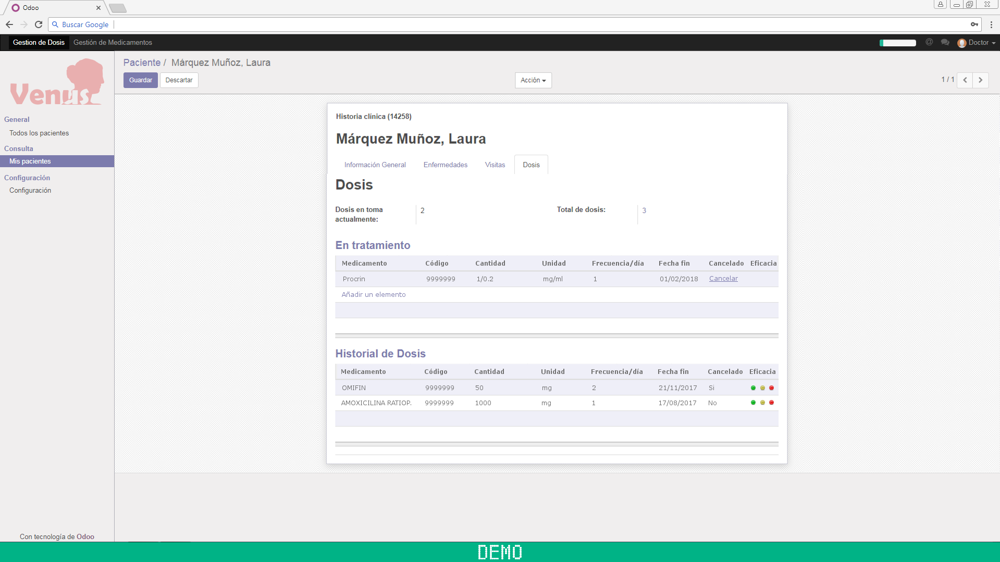 Odoo
Buscar Google
Gestion de Dosis Gestión de Medicamentos
@ Doctor
Venus
General
Todos los pacientes
Consulta
Mis pacientes
Configuración
Configuración
Con tecnología de Odoo
Paciente / Márquez Muñoz, Laura
Guardar Descartar Acción 1 / 1
Historia clínica (14258)
Márquez Muñoz, Laura
Información General Enfermedades Visitas Dosis
Dosis
Dosis en toma actualmente: 2 Total de dosis: 3
En tratamiento
Medicamento Código Cantidad Unidad Frecuencia/día Fecha fin Cancelado Eficacia
Procrin 9999999 1/0.2 mg/ml 1 01/02/2018 Cancelar
Añadir un elemento
Historial de Dosis
Medicamento Código Cantidad Unidad Frecuencia/día Fecha fin Cancelado Eficacia
OMIFIN 9999999 50 mg 2 21/11/2017 Si
AMOXICILINA RATIOP. 9999999 1000 mg 1 17/08/2017 No
DEMO